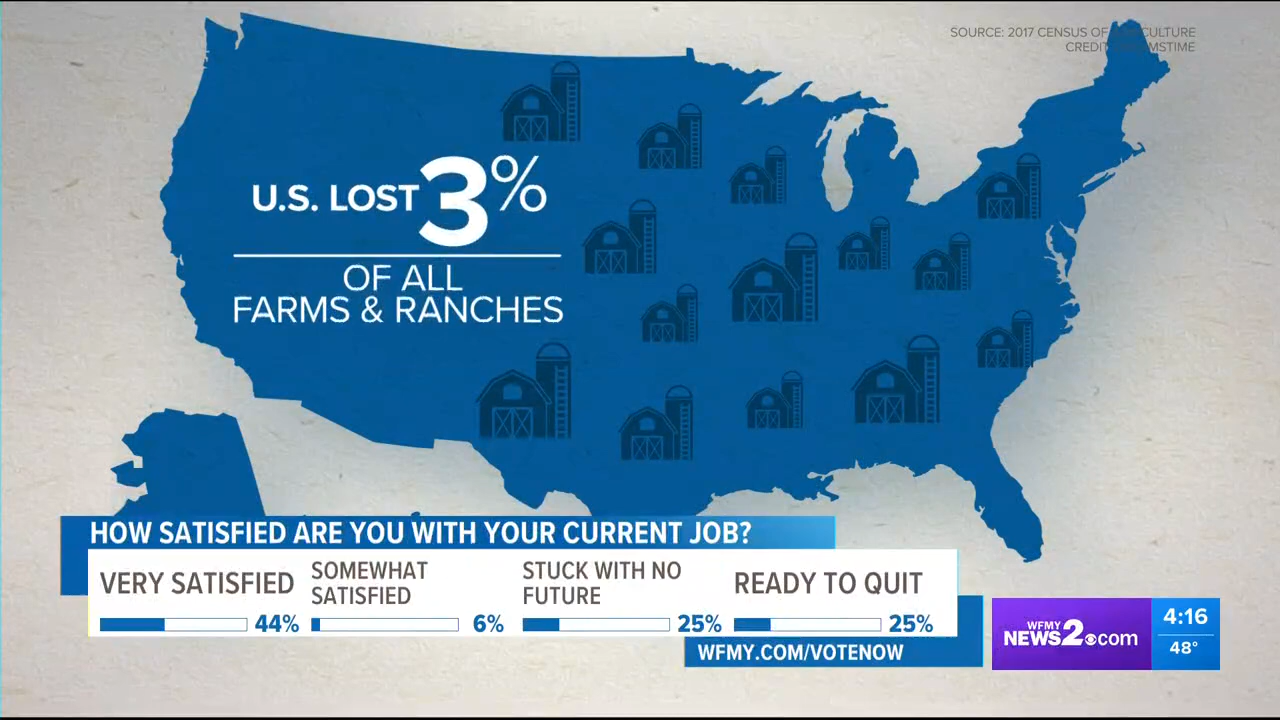 SOURCE: 2017 CENSUS OF AGRICULTURE
CREDIT
U.S. LOST 3%
OF ALL
FARMS & RANCHES
HOW SATISFIED ARE YOU WITH YOUR CURRENT JOB?
VERY SATISFIED
44%
SOMEWHAT
SATISFIED
6%
STUCK WITH NO
FUTURE
25%
READY TO QUIT
25%
WFMY.COM/VOTENOW
WFMY
NEWS2.com
4:16
48°